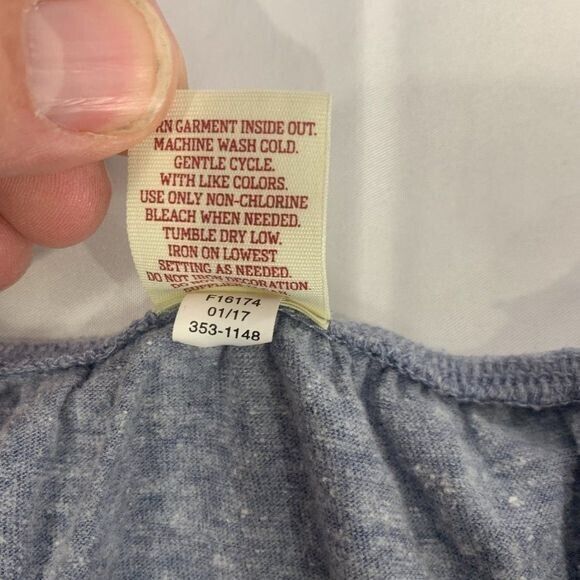 RN GARMENT INSIDE OUT.
MACHINE WASH COLD.
GENTLE CYCLE.
WITH LIKE COLORS.
USE ONLY NON-CHLORINE
BLEACH WHEN NEEDED.
TUMBLE DRY LOW.
IRON ON LOWEST
SETTING AS NEEDED.
DO NOT IRON DECORATION.
F16174
01/17
353-1148